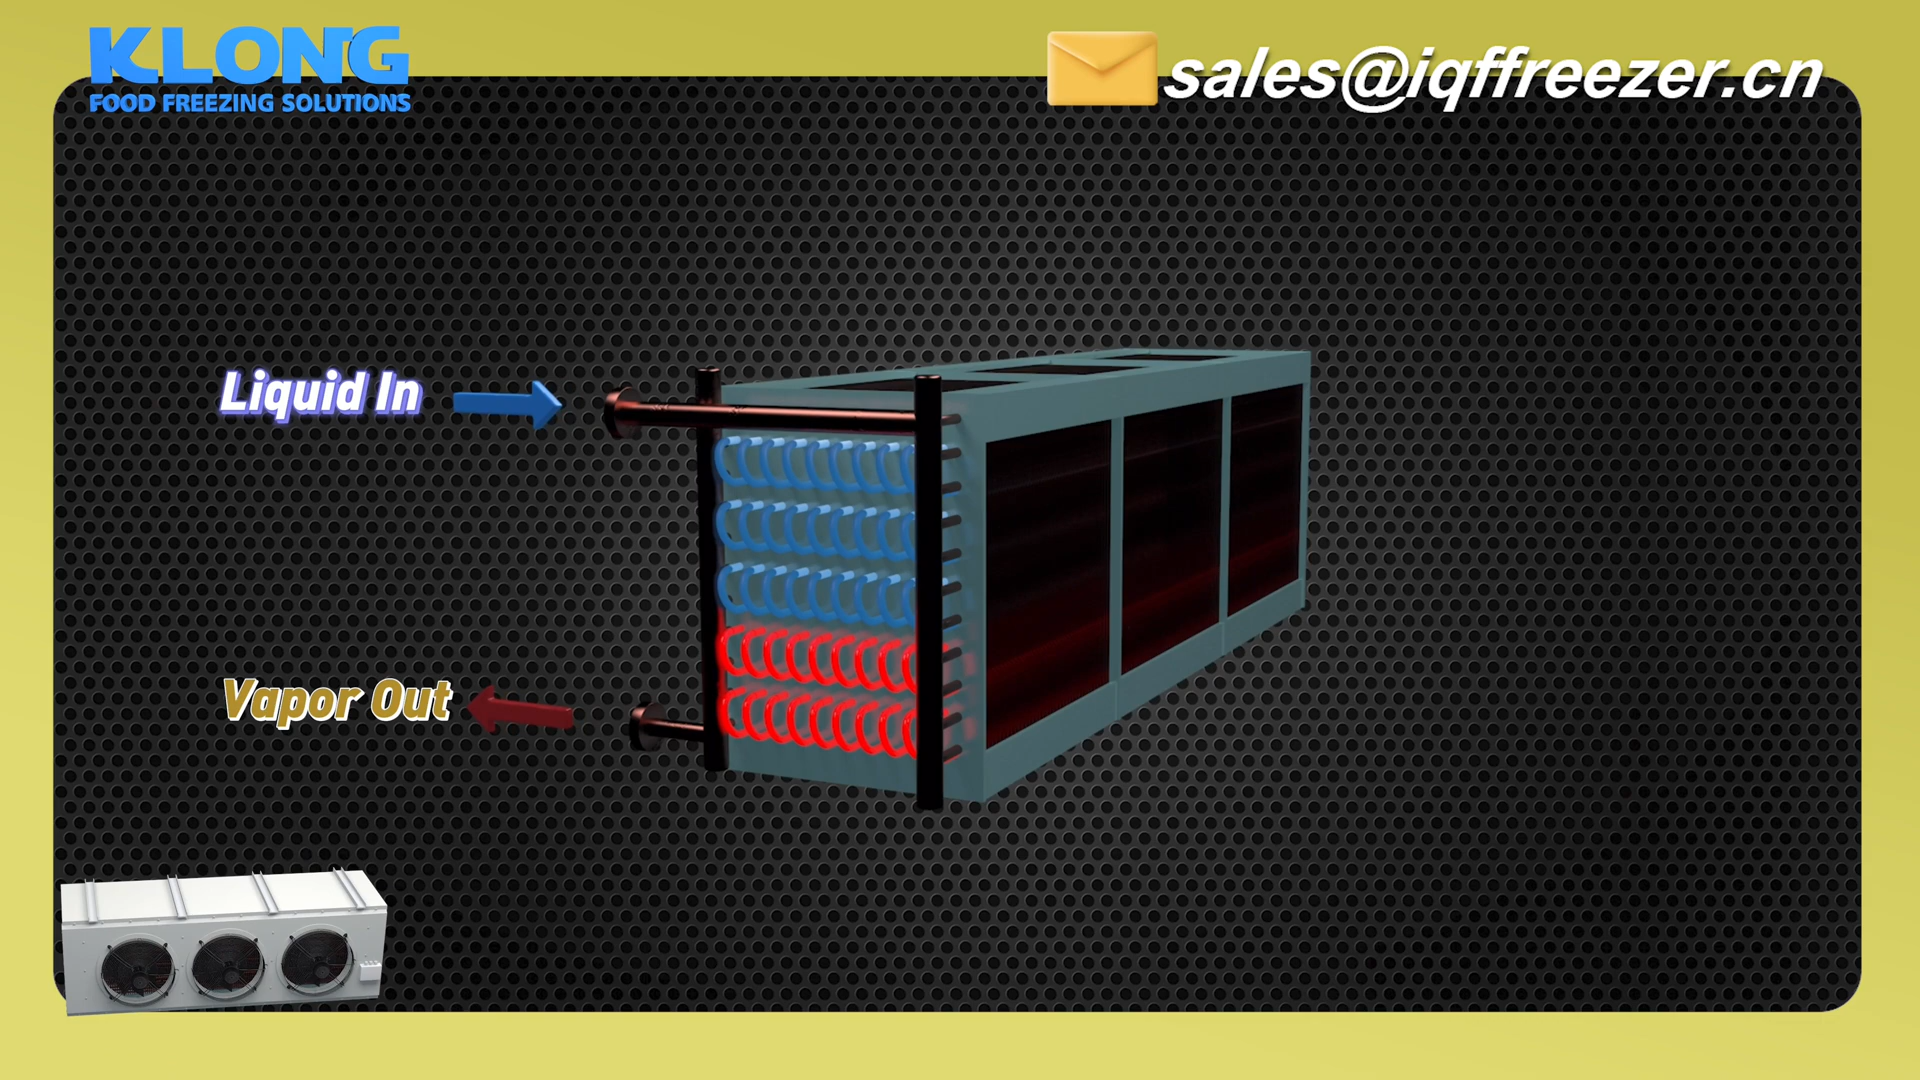 KLONG
FOOD FREEZING SOLUTIONS
sales@iqffreezer.cn
Liquid In
Vapor Out